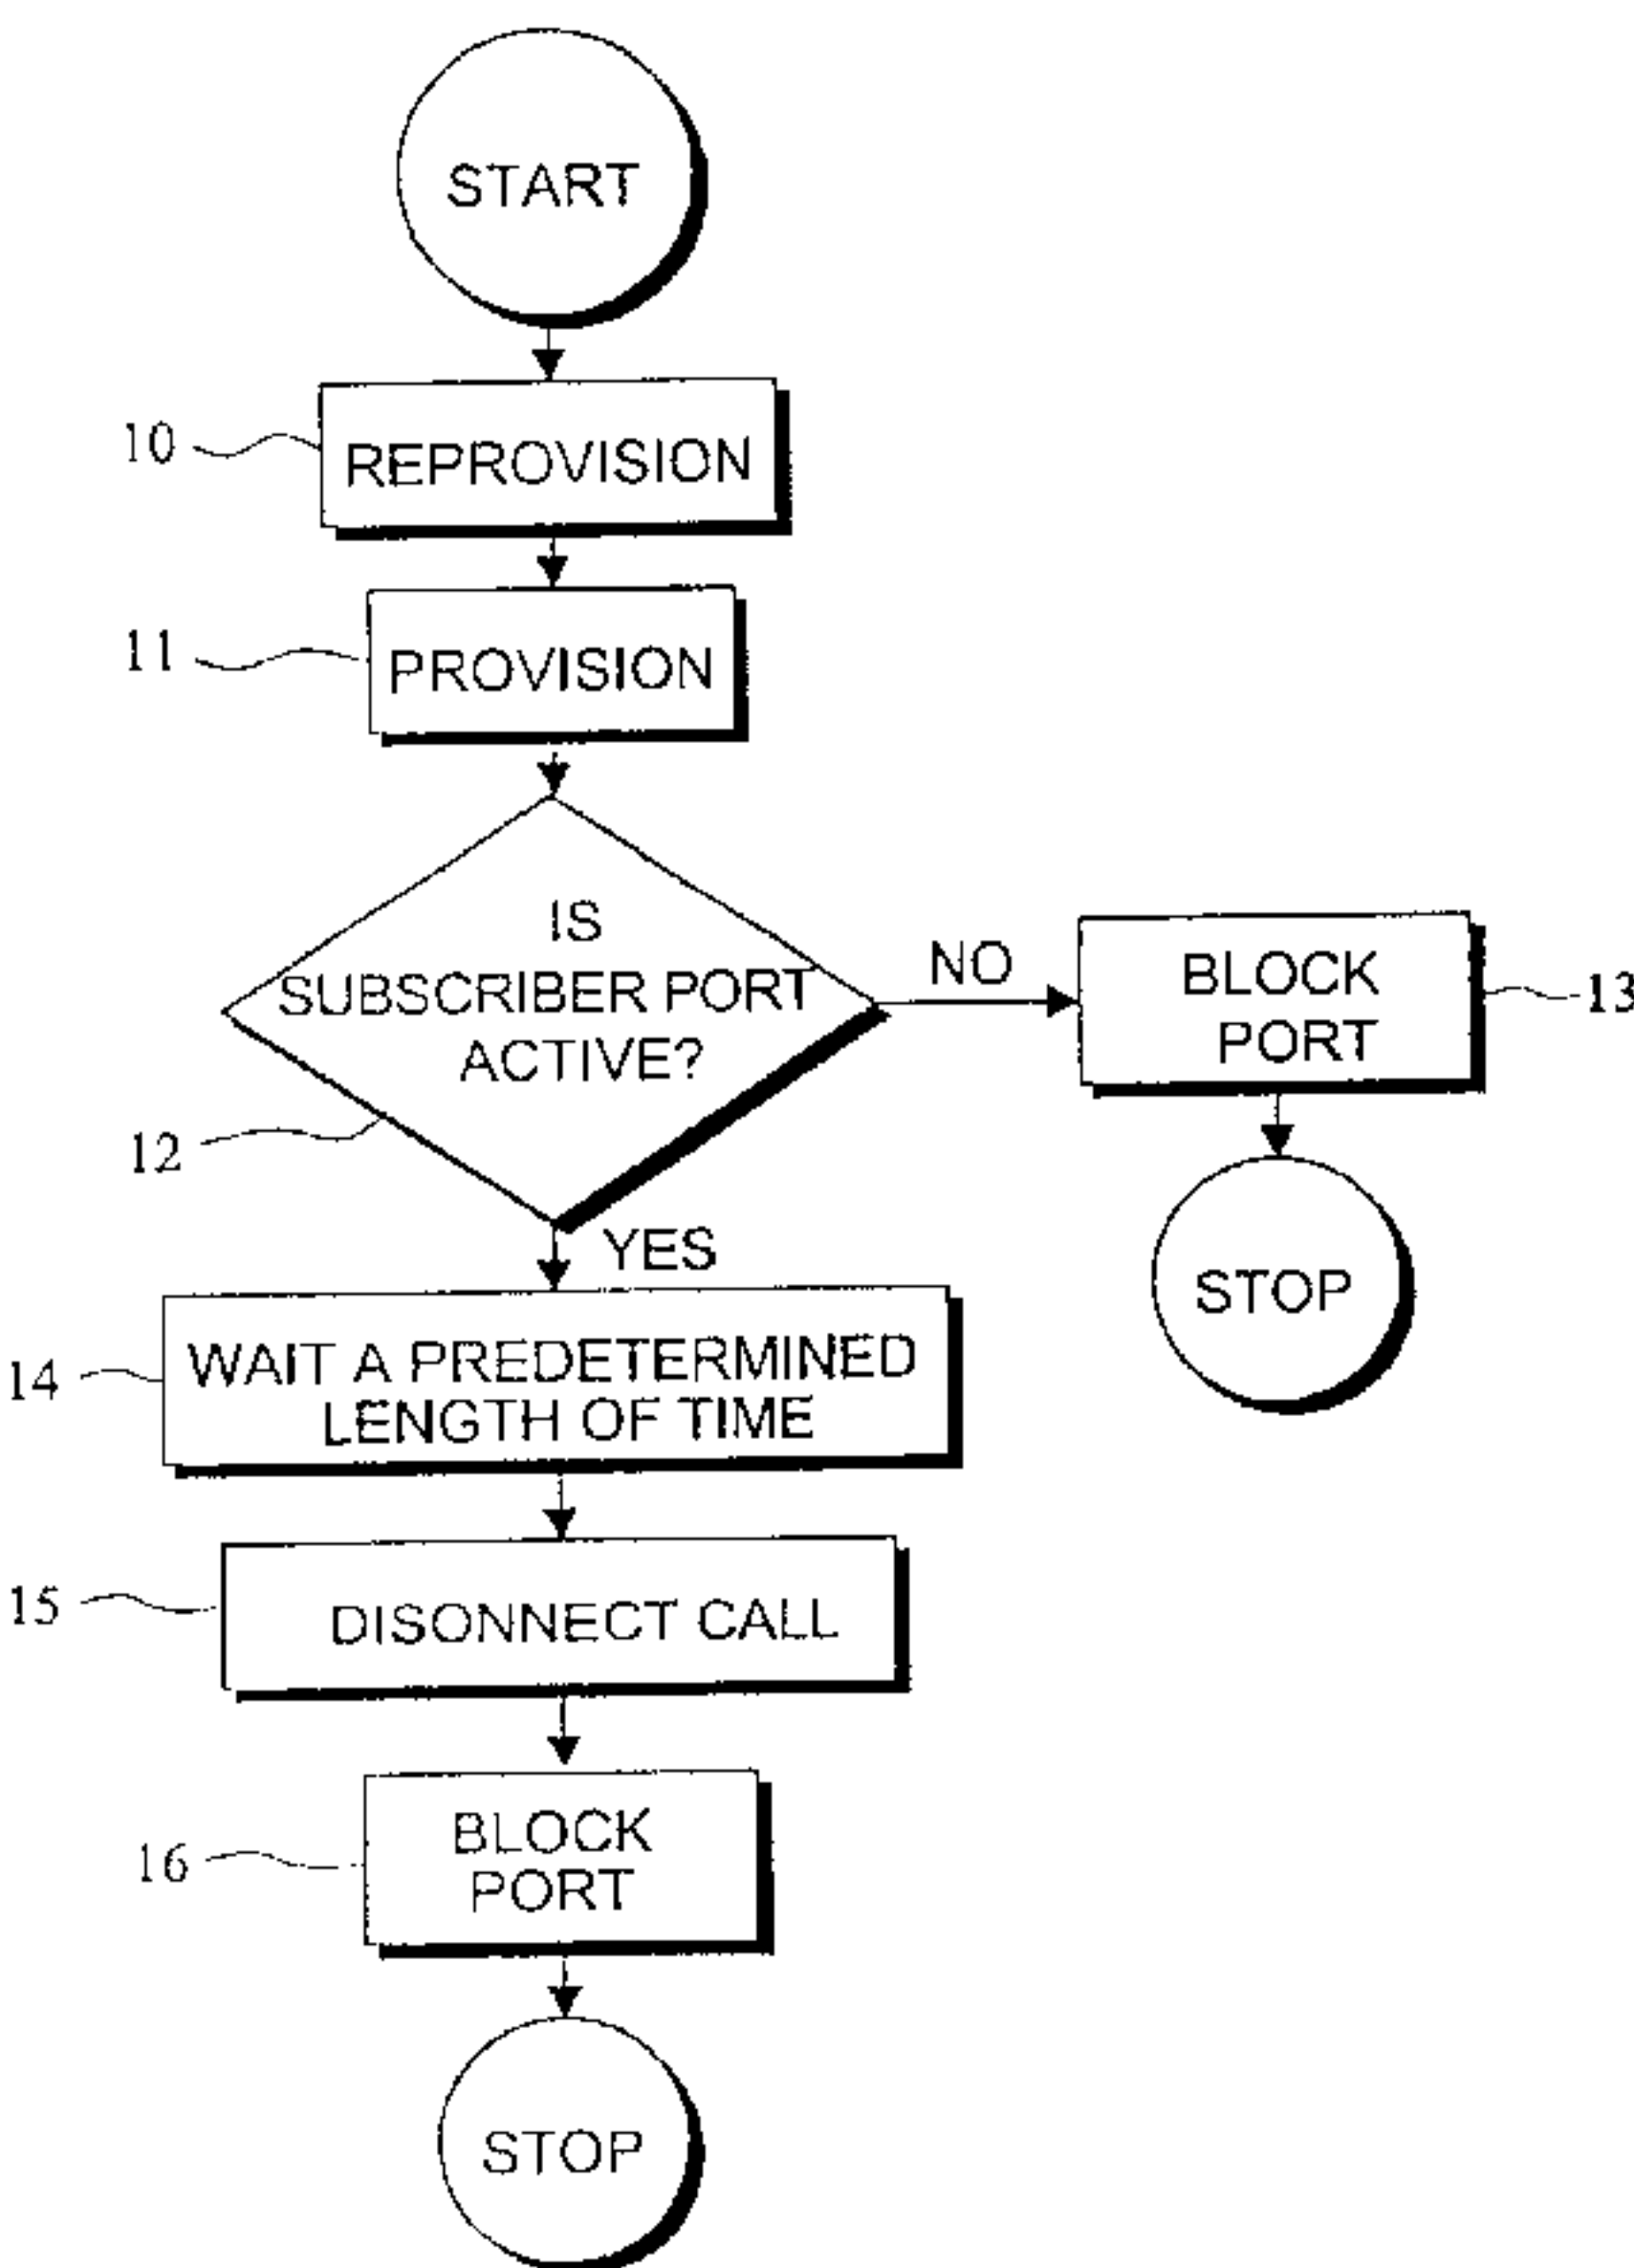 START
10
REPROVISION
11
PROVISION
IS
SUBSCRIBER PORT
ACTIVE?
12
NO
BLOCK
PORT
13
STOP
YES
14
WAIT A PREDETERMINED
LENGTH OF TIME
15
DISONNECT CALL
16
BLOCK
PORT
STOP